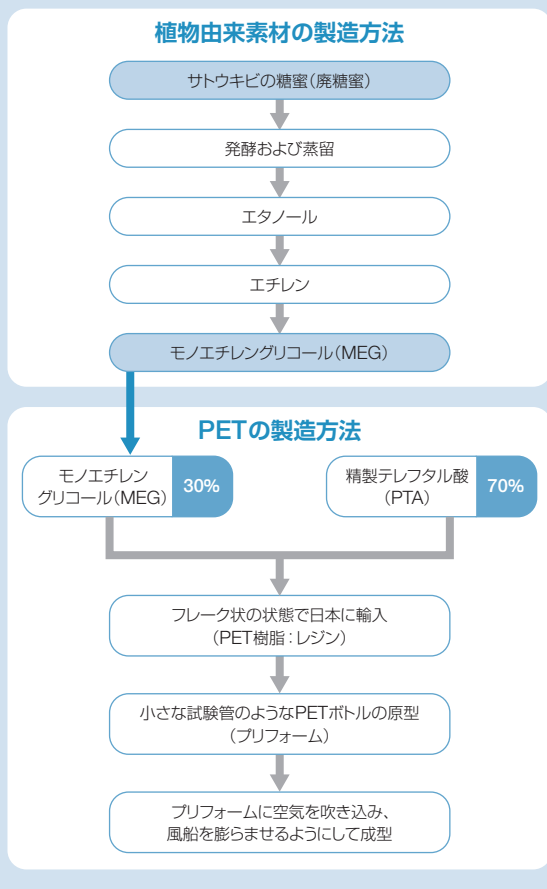 植物由来素材の製造方法
サトウキビの糖蜜（廃糖蜜）
発酵および蒸留
エタノール
エチレン
モノエチレングリコール（MEG）
PETの製造方法
モノエチレン
グリコール（MEG）
30%
精製テレフタル酸
（PTA）
70%
フレーク状の状態で日本に輸入
（PET樹脂：レジン）
小さな試験管のようなPETボトルの原型
（プリフォーム）
プリフォームに空気を吹き込み、
風船を膨らませるようにして成型